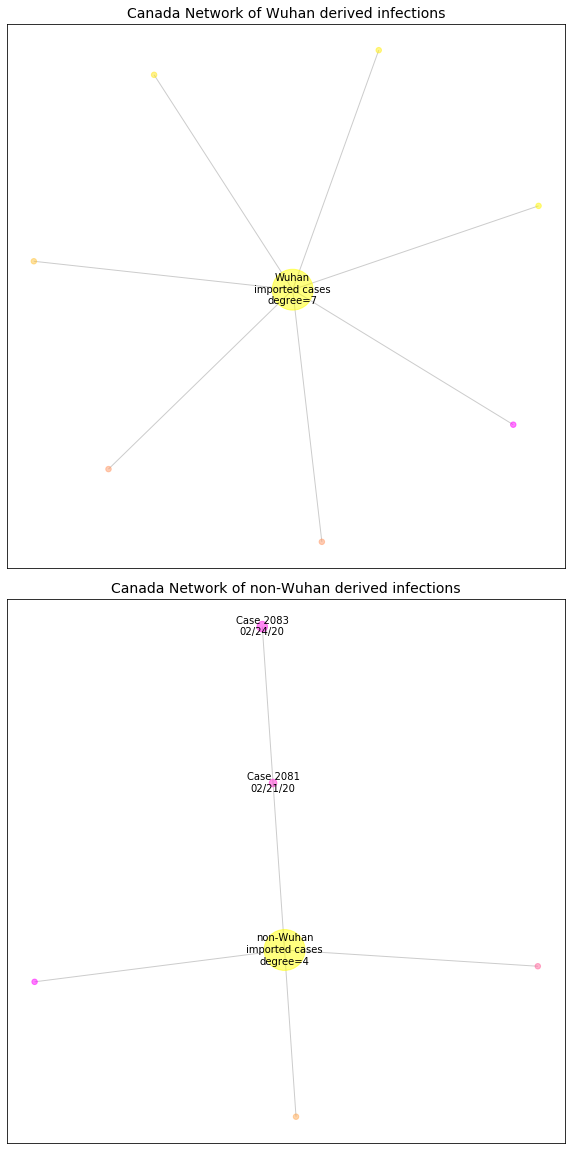 Canada Network of Wuhan derived infections
Wuhan
imported cases
degree=7
Canada Network of non-Wuhan derived infections
Case 2083
02/24/20
Case 2081
02/21/20
non-Wuhan
imported cases
degree=4